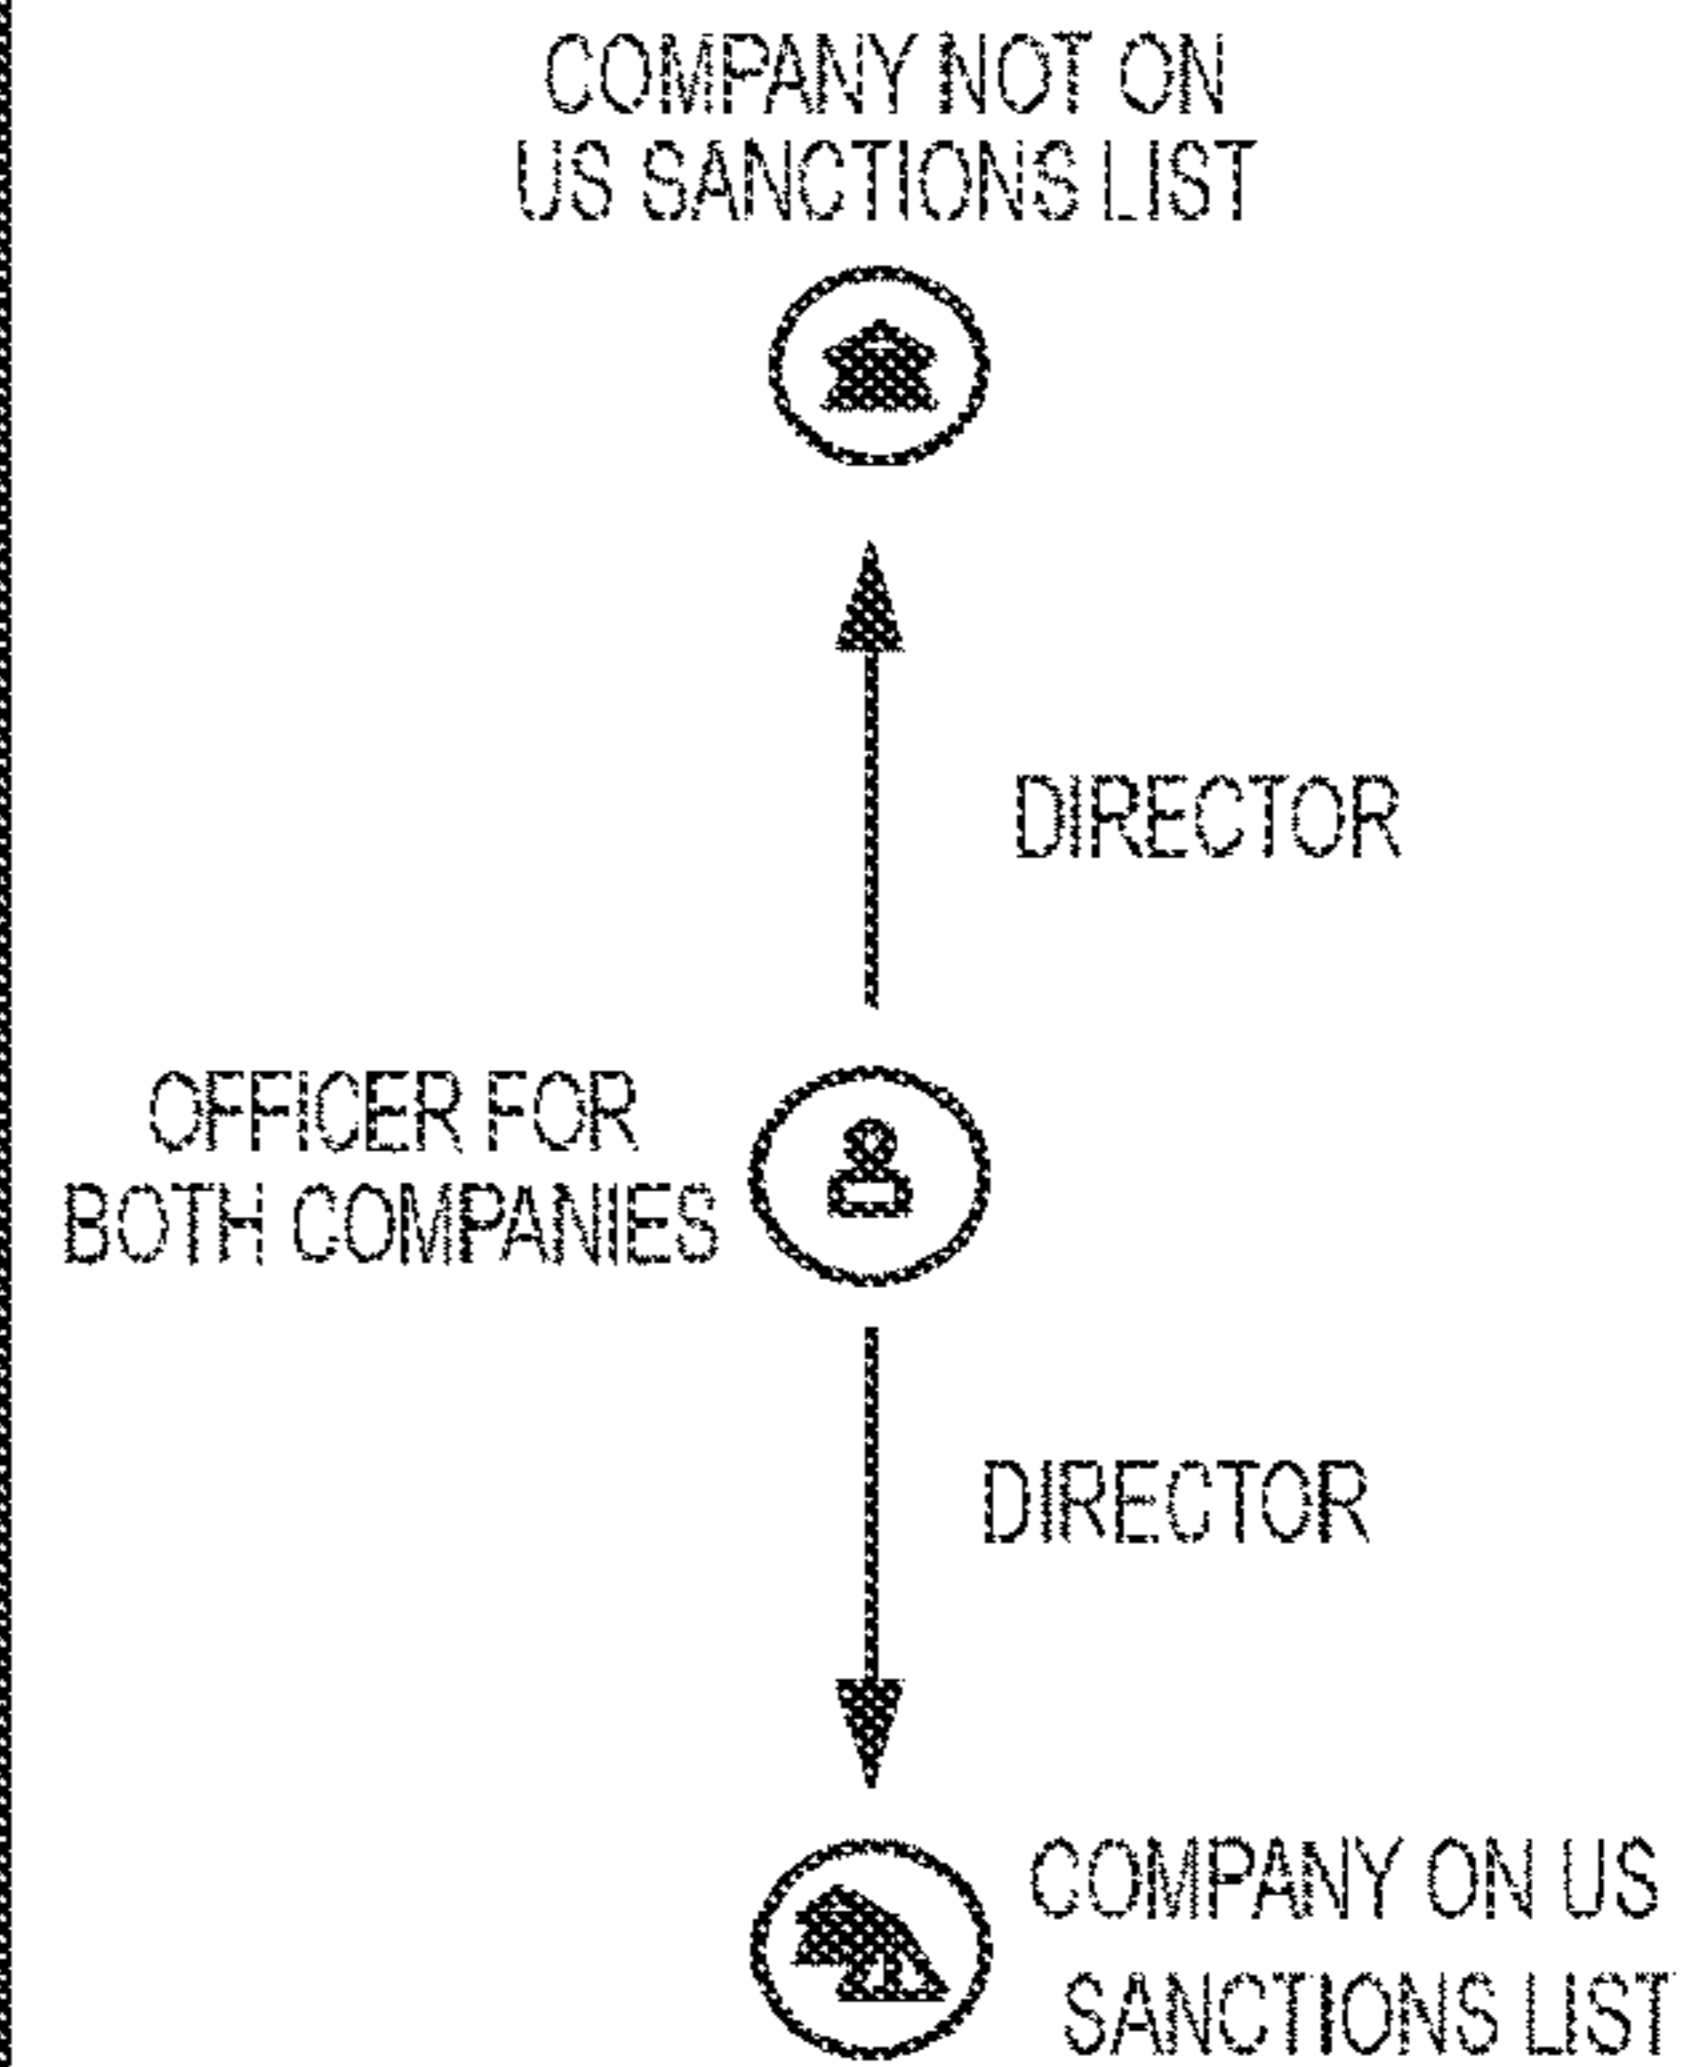 COMPANY NOT ON
US SANCTIONS LIST
DIRECTOR
OFFICER FOR
BOTH COMPANIES
DIRECTOR
COMPANY ON US
SANCTIONS LIST